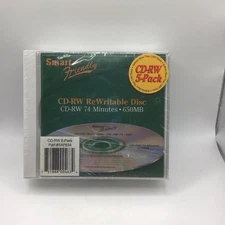 Smart
Friendly
CD-RW
5-Pack
CD-RW ReWritable Disc
CD-RW 74 Minutes • 650MB
CD-RW 5-Pack